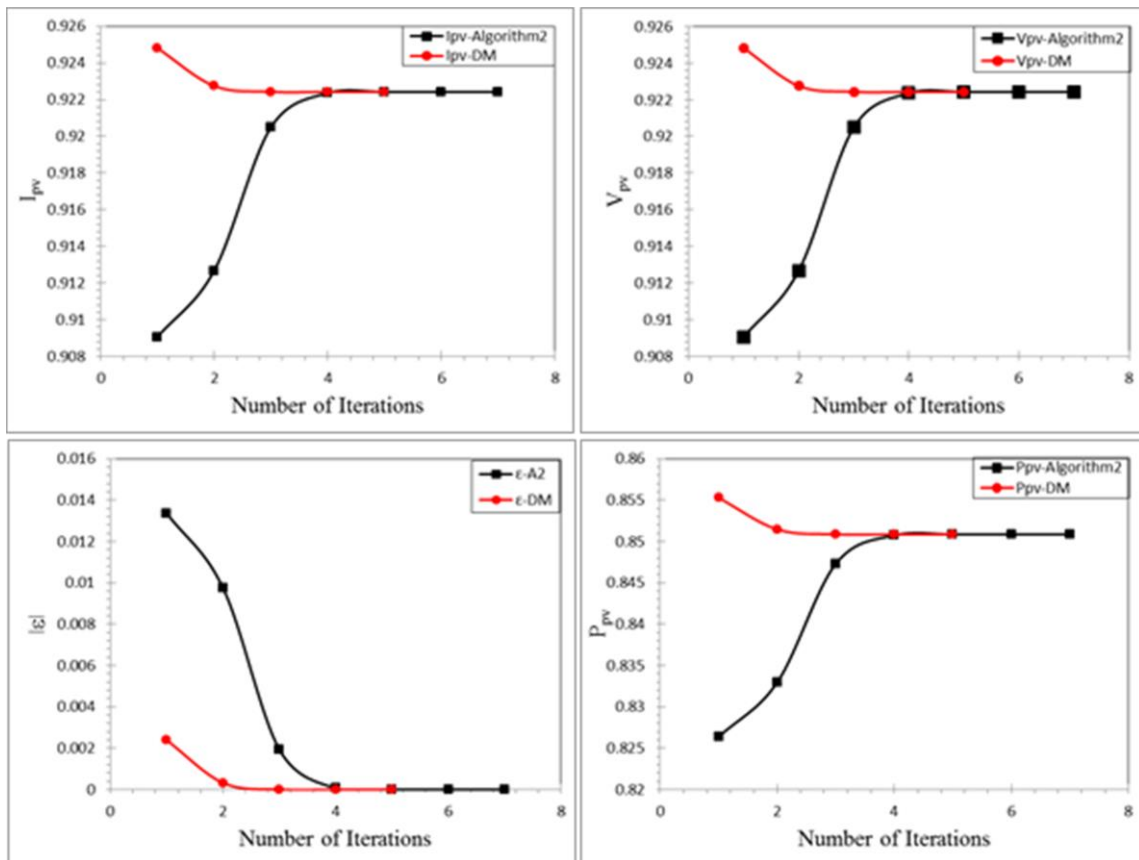 0.926
0.924
0.922
0.92
0.918
0.916
0.914
0.912
0.91
0.908
Ipv
Ipv-Algorithm2
Ipv-DM
0 2 4 6 8
Number of Iterations
0.926
0.924
0.922
0.92
0.918
0.916
0.914
0.912
0.91
0.908
Vpv
Vpv-Algorithm2
Vpv-DM
0 2 4 6 8
Number of Iterations
0.016
0.014
0.012
0.01
0.008
0.006
0.004
0.002
0
|ε|
ε-A2
ε-DM
0 2 4 6 8
Number of Iterations
0.86
0.855
0.85
0.845
0.84
0.835
0.83
0.825
0.82
Ppv
Ppv-Algorithm2
Ppv-DM
0 2 4 6 8
Number of Iterations